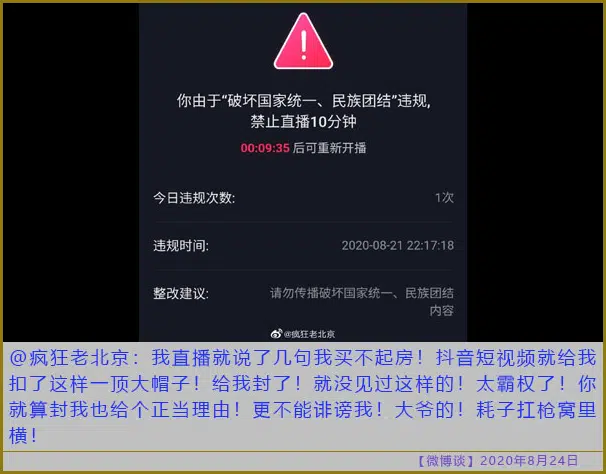 你由于“破坏国家统一、民族团结”违规,
禁止直播10分钟
00:09:35 后可重新开播
今日违规次数: 1次
违规时间: 2020-08-21 22:17:18
整改建议: 请勿传播破坏国家统一、民族团结
内容
@疯狂老北京
@疯狂老北京：我直播就说了几句我买不起房！抖音短视频就给我
扣了这样一顶大帽子！给我封了！就没见过这样的！太霸权了！你
就算封我也给个正当理由！更不能诽谤我！大爷的！耗子扛枪窝里
横！
【微博谈】2020年8月24日